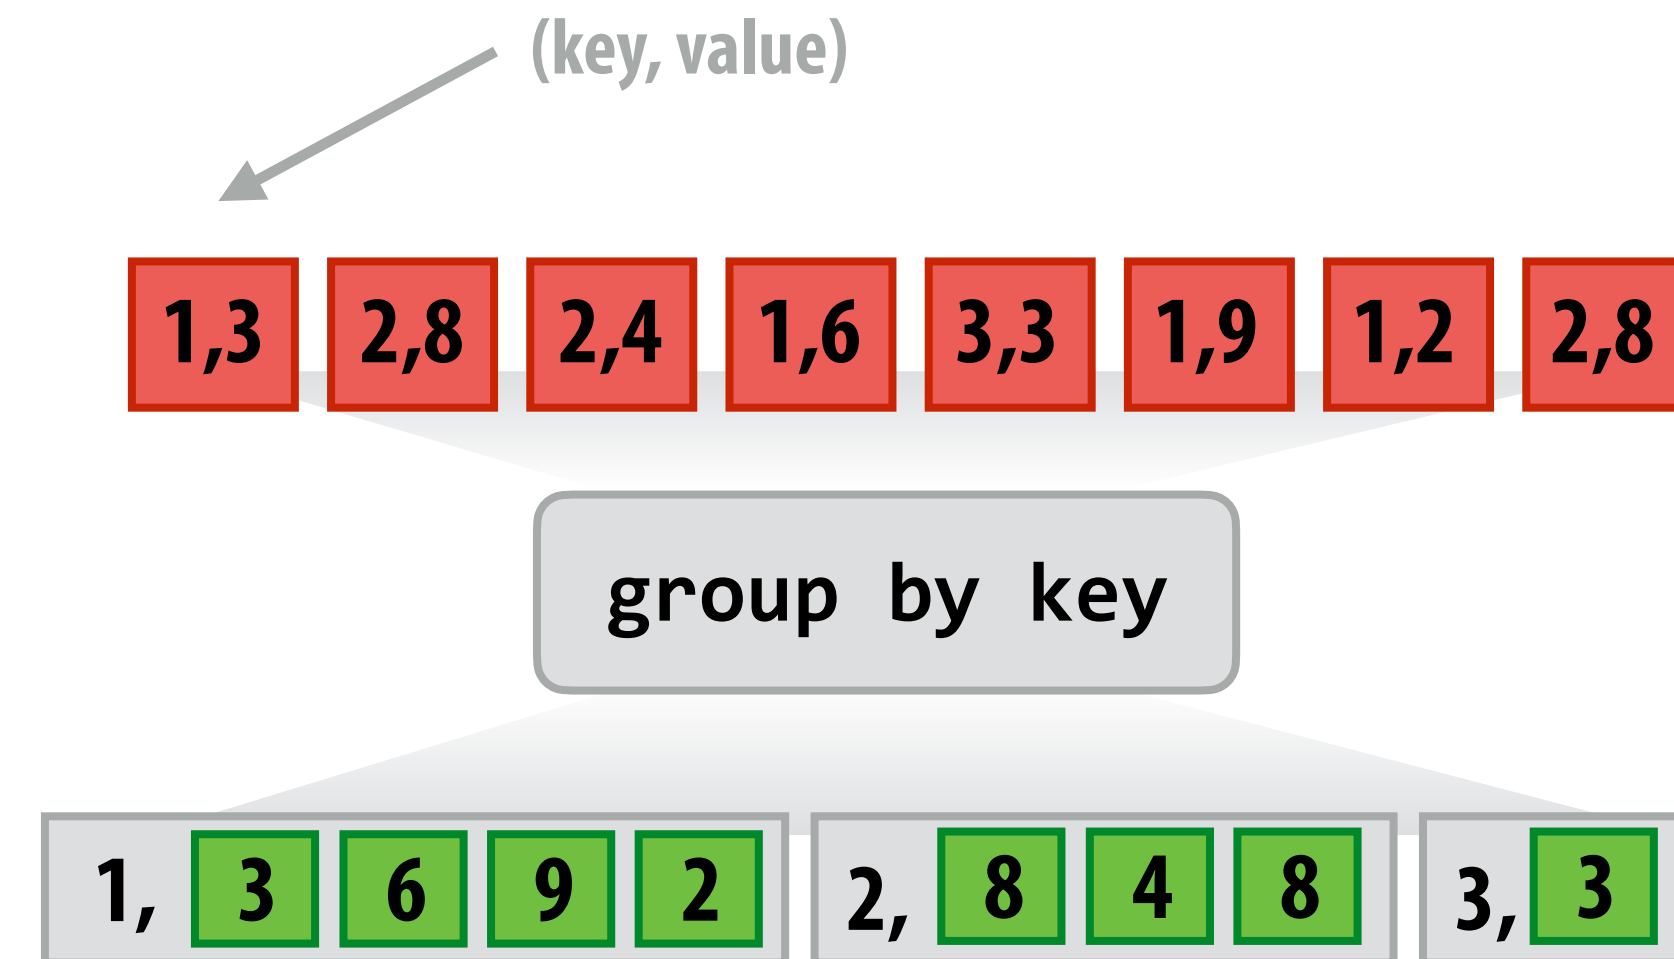 (key, value)
1,3 2,8 2,4 1,6 3,3 1,9 1,2 2,8
group by key
1, 3 6 9 2 2, 8 4 8 3, 3